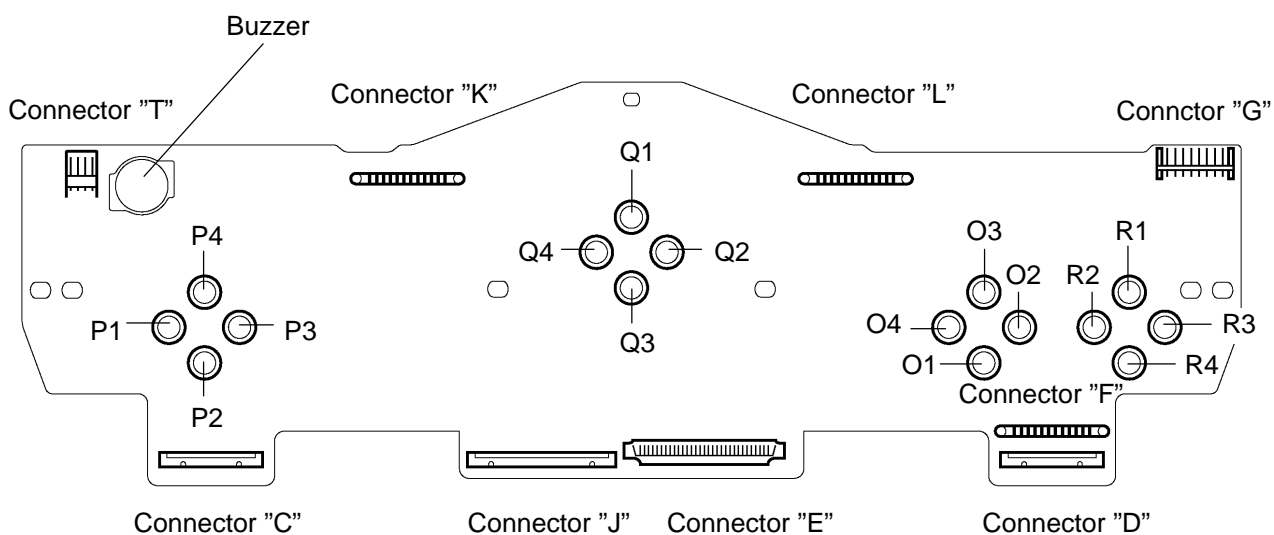 Buzzer
Connector ”T”
Connector ”K”
Connector ”L”
Connctor ”G”
Q1
Q4
Q2
Q3
P4
P1
P3
P2
O3
O2
O4
O1
R1
R2
R3
R4
Connector ”F”
Connector ”C”
Connector ”J”
Connector ”E”
Connector ”D”